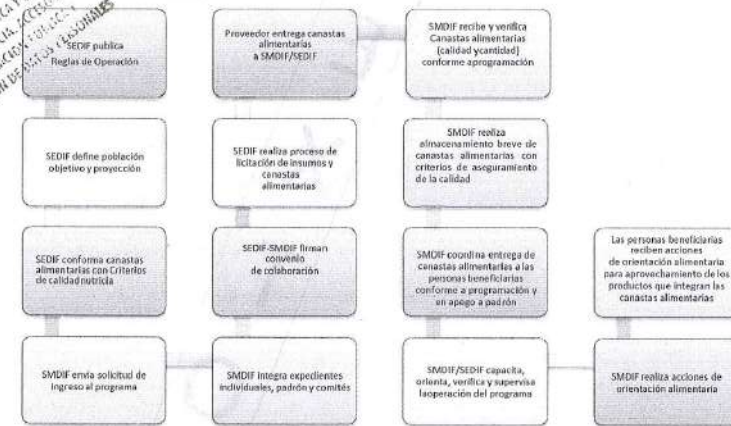 SEDIF publica
Reglas de Operación
SEDIF define población
objetivo y proyección
SEDIF conforma canastas
alimentarias con Criterios
de calidad nutricia
SMDIF envía solicitud de
ingreso al programa
SMDIF integra expedientes
individuales, padrón y comités
SEDIF-SMDIF firman
convenio
de colaboración
SEDIF realiza proceso de
licitación de insumos y
canastas
alimentarias
Proveedor entrega canastas
alimentarias
a SMDIF/SEDIF
SMDIF recibe y verifica
Canastas alimentarias
(calidad ycantidad)
conforme aprogramación
SMDIF realiza
almacenamiento breve de
canastas alimentarias con
criterios de aseguramiento
de la calidad
SMDIF coordina entrega de
canastas alimentarias a las
personas beneficiarias
conforme a programación y
en apego a padrón
SMDIF/SEDIF capacita,
orienta, verifica y supervisa
laoperación del programa
SMDIF realiza acciones de
orientación alimentaria
Las personas beneficiarias
reciben acciones
de orientación alimentaria
para aprovechamiento de los
productos que integran las
canastas alimentarias